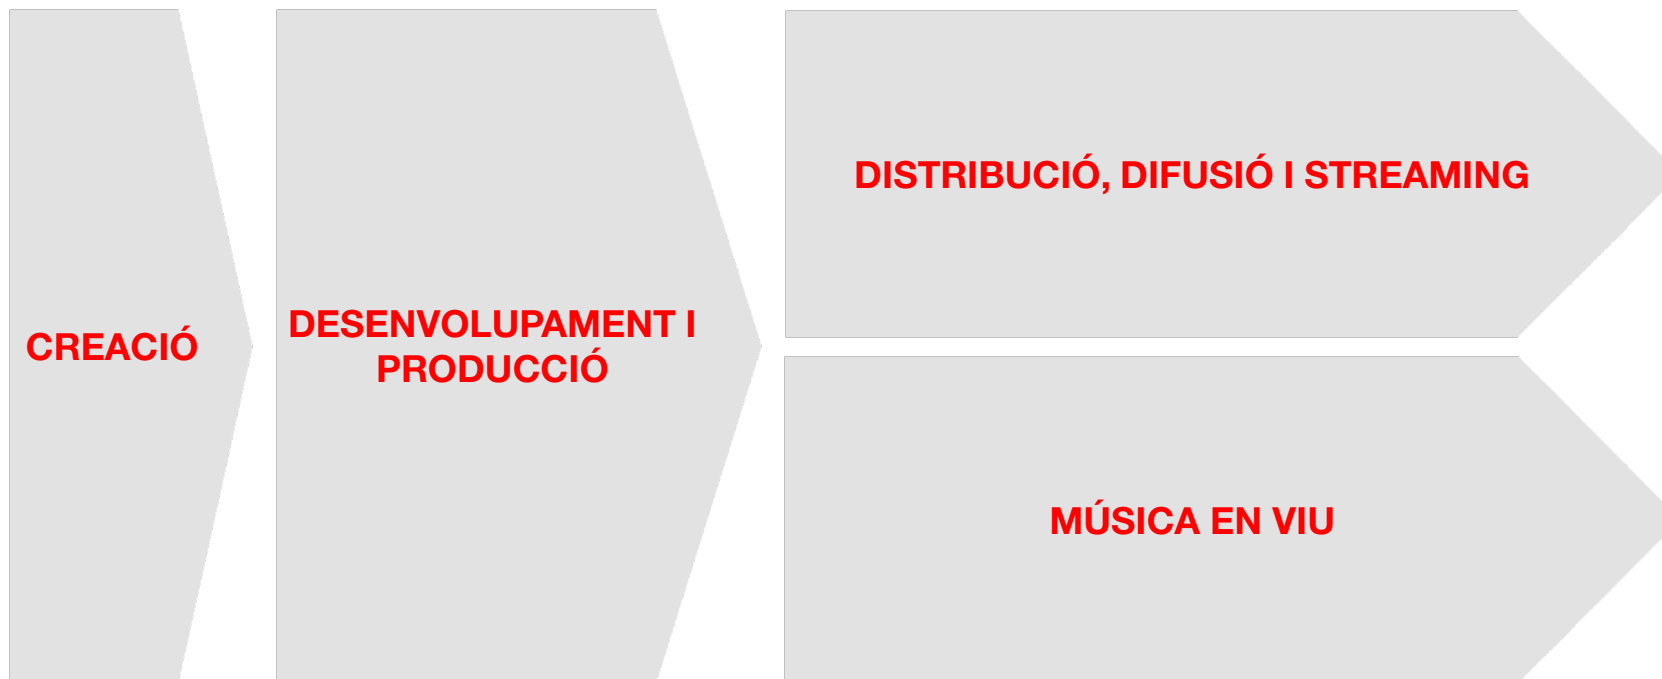 CREACIÓ
DESENVOLUPAMENT I
PRODUCCIÓ
DISTRIBUCIÓ, DIFUSIÓ I STREAMING
MÚSICA EN VIU